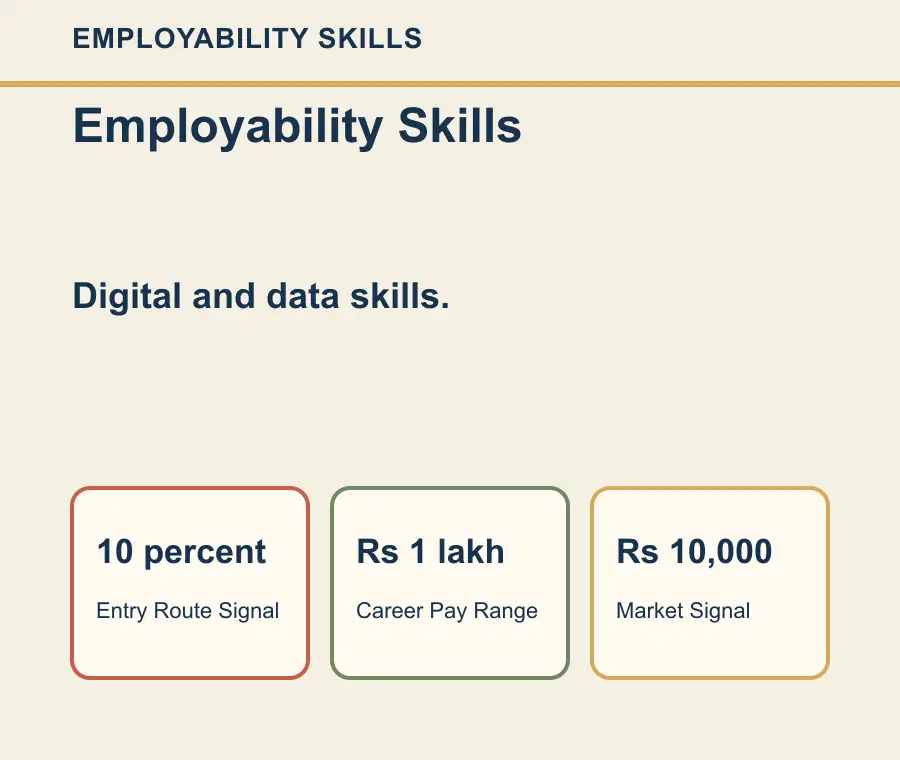 EMPLOYABILITY SKILLS
Employability Skills
Digital and data skills.
10 percent
Entry Route Signal
Rs 1 lakh
Career Pay Range
Rs 10,000
Market Signal